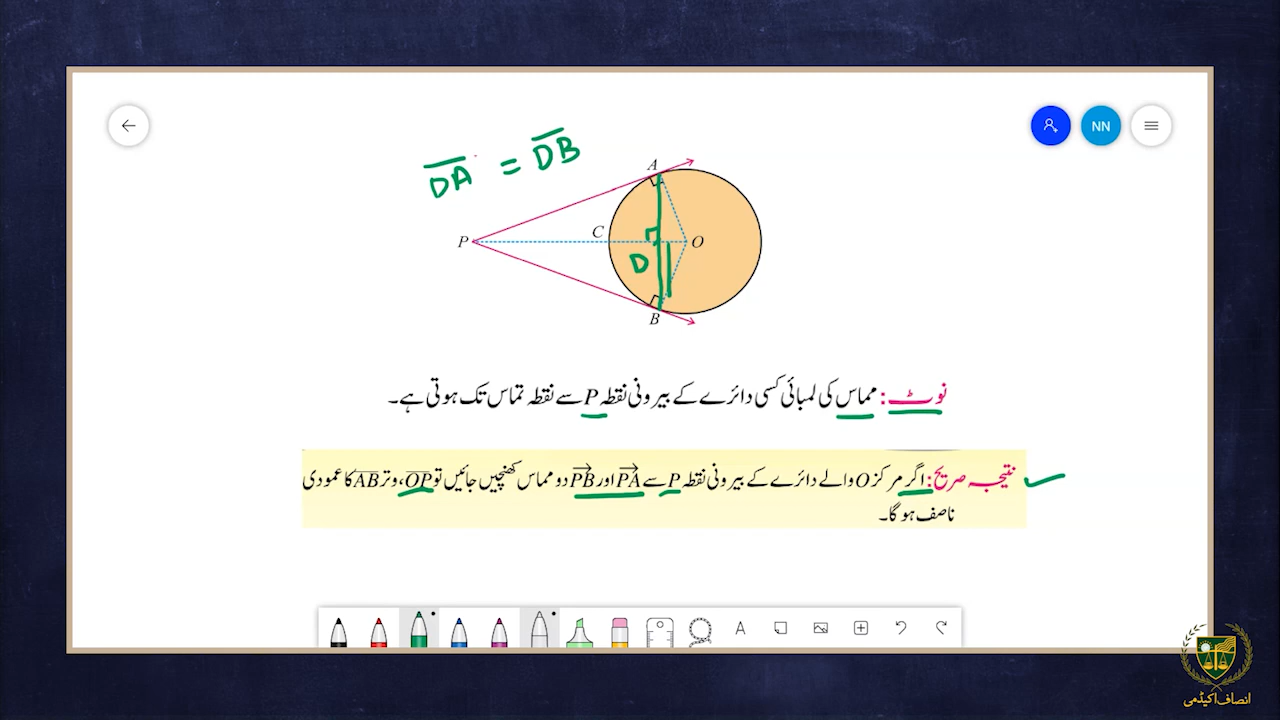 NN
DA = DB
A
P
C
O
D
B
نوٹ: مماس کی لمبائی کسی دائرے کے بیرونی نقطہ P سے نقطہ تماس تک ہوتی ہے۔
نتیجہ صریح: اگر مرکز O والے دائرے کے بیرونی نقطہ P سے PA اور PB دو مماس کھنچیں جائیں تو OP، وتر AB کا عمودی
ناصف ہو گا۔
A
انصاف اکیڈمی